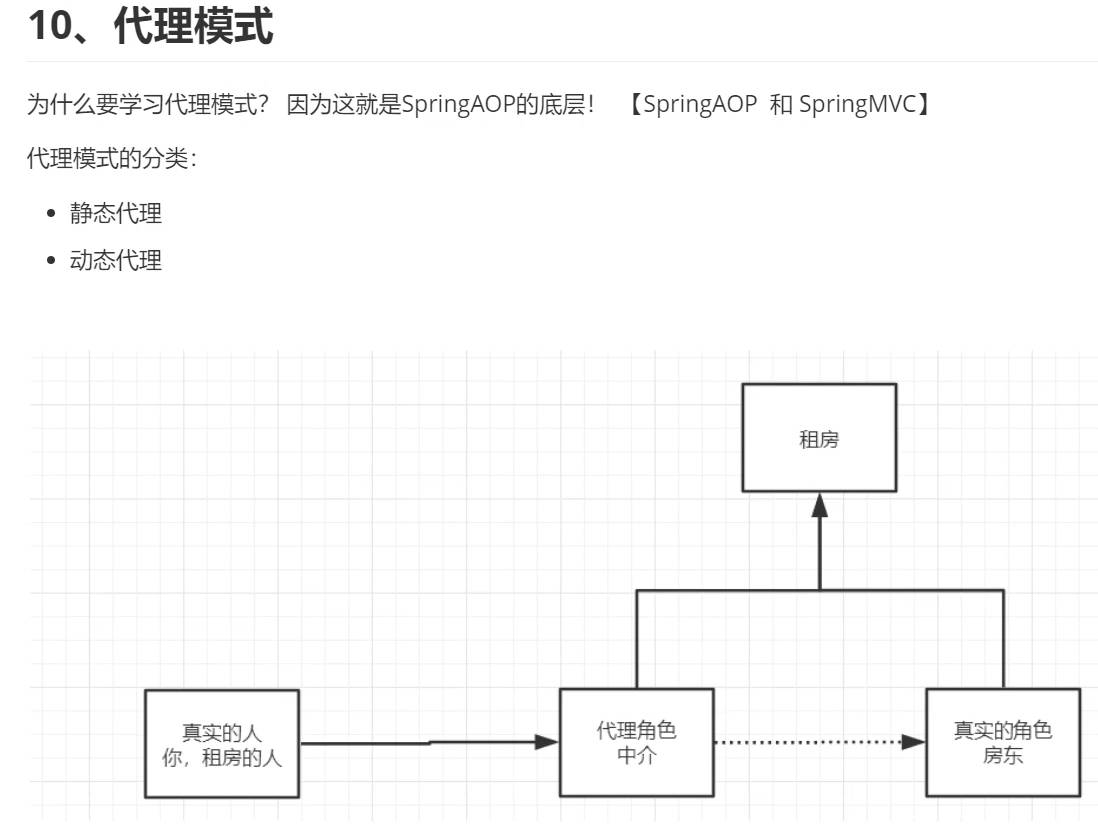 10、代理模式
为什么要学习代理模式？ 因为这就是SpringAOP的底层！ 【SpringAOP 和 SpringMVC】
代理模式的分类：
静态代理
动态代理
租房
真实的人
你，租房的人
代理角色
中介
真实的角色
房东